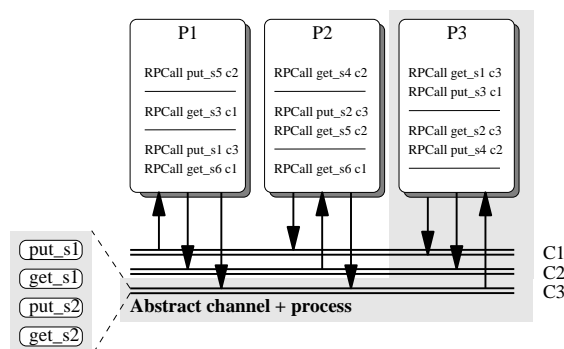 P1
RPCall put_s5 c2
RPCall get_s3 c1
RPCall put_s1 c3
RPCall get_s6 c1
P2
RPCall get_s4 c2
RPCall put_s2 c3
RPCall get_s5 c2
RPCall get_s6 c1
P3
RPCall get_s1 c3
RPCall put_s3 c1
RPCall get_s2 c3
RPCall put_s4 c2
put_s1
get_s1
put_s2
get_s2
C1
C2
C3
Abstract channel + process